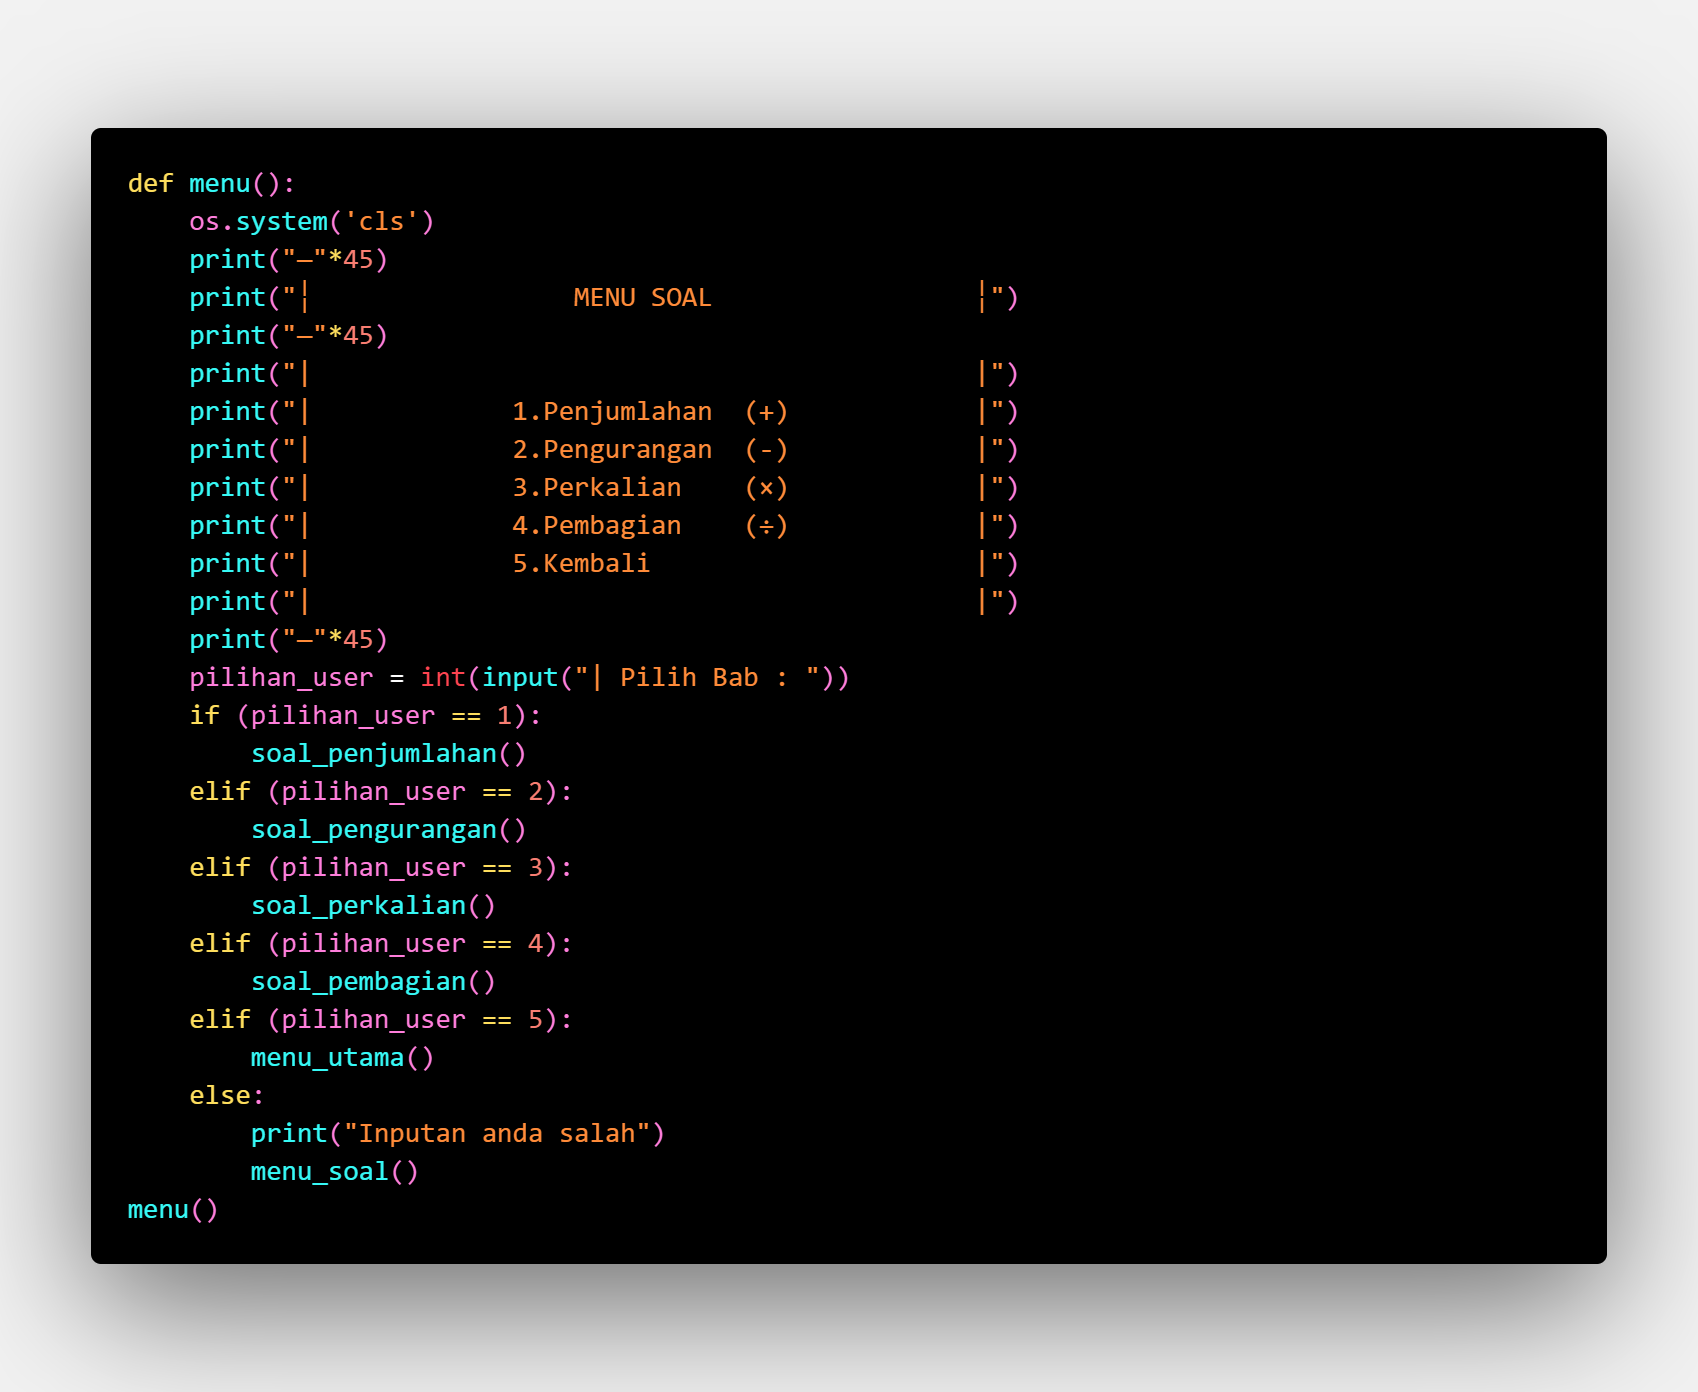 def menu():
    os.system('cls')
    print("—"*45)
    print("¦                 MENU SOAL                 ¦")
    print("—"*45)
    print("|                                           |")
    print("|             1.Penjumlahan  (+)            |")
    print("|             2.Pengurangan  (-)            |")
    print("|             3.Perkalian    (×)            |")
    print("|             4.Pembagian    (÷)            |")
    print("|             5.Kembali                     |")
    print("|                                           |")
    print("—"*45)
    pilihan_user = int(input("| Pilih Bab : "))
    if (pilihan_user == 1):
        soal_penjumlahan()
    elif (pilihan_user == 2):
        soal_pengurangan()
    elif (pilihan_user == 3):
        soal_perkalian()
    elif (pilihan_user == 4):
        soal_pembagian()
    elif (pilihan_user == 5):
        menu_utama()
    else:
        print("Inputan anda salah")
        menu_soal()
menu()